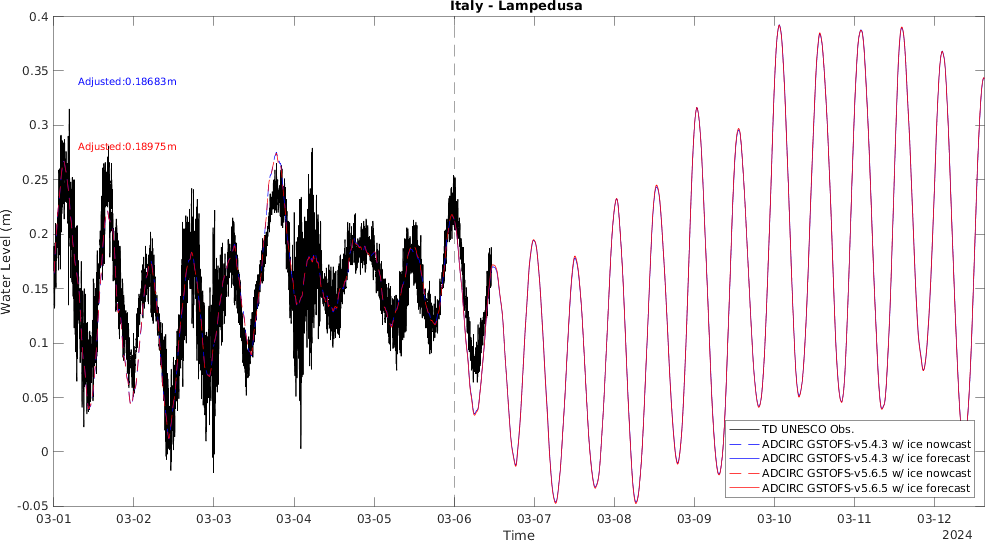 Italy - Lampedusa
Adjusted:0.18683m
Adjusted:0.18975m
Water Level (m)
0.4
0.35
0.3
0.25
0.2
0.15
0.1
0.05
0
-0.05
TD UNESCO Obs.
ADCIRC GSTOFS-v5.4.3 w/ ice nowcast
ADCIRC GSTOFS-v5.4.3 w/ ice forecast
ADCIRC GSTOFS-v5.6.5 w/ ice nowcast
ADCIRC GSTOFS-v5.6.5 w/ ice forecast
03-01 03-02 03-03 03-04 03-05 03-06 03-07 03-08 03-09 03-10 03-11 03-12
Time
2024